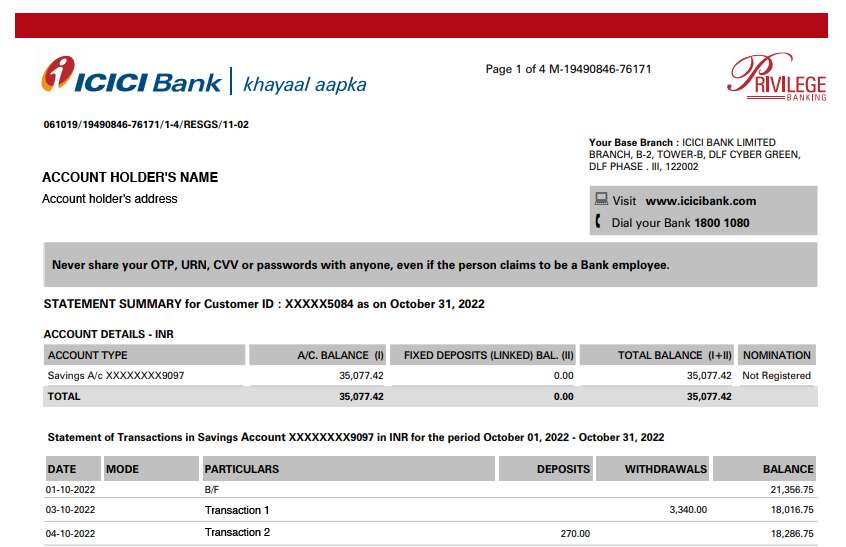 ICICI Bank | khayaal aapka
Page 1 of 4 M-19490846-76171
PRIVILEGE
BANKING
061019/19490846-76171/1-4/RESGS/11-02
Your Base Branch : ICICI BANK LIMITED
BRANCH, B-2, TOWER-B, DLF CYBER GREEN,
DLF PHASE . III, 122002
ACCOUNT HOLDER'S NAME
Account holder's address
Visit www.icicibank.com
Dial your Bank 1800 1080
Never share your OTP, URN, CVV or passwords with anyone, even if the person claims to be a Bank employee.
STATEMENT SUMMARY for Customer ID : XXXXX5084 as on October 31, 2022
ACCOUNT DETAILS - INR
ACCOUNT TYPE A/C. BALANCE (I) FIXED DEPOSITS (LINKED) BAL. (II) TOTAL BALANCE (I+II) NOMINATION
Savings A/c XXXXXXXX9097 35,077.42 0.00 35,077.42 Not Registered
TOTAL 35,077.42 0.00 35,077.42
Statement of Transactions in Savings Account XXXXXXXX9097 in INR for the period October 01, 2022 - October 31, 2022
DATE MODE PARTICULARS DEPOSITS WITHDRAWALS BALANCE
01-10-2022 B/F 21,356.75
03-10-2022 Transaction 1 3,340.00 18,016.75
04-10-2022 Transaction 2 270.00 18,286.75